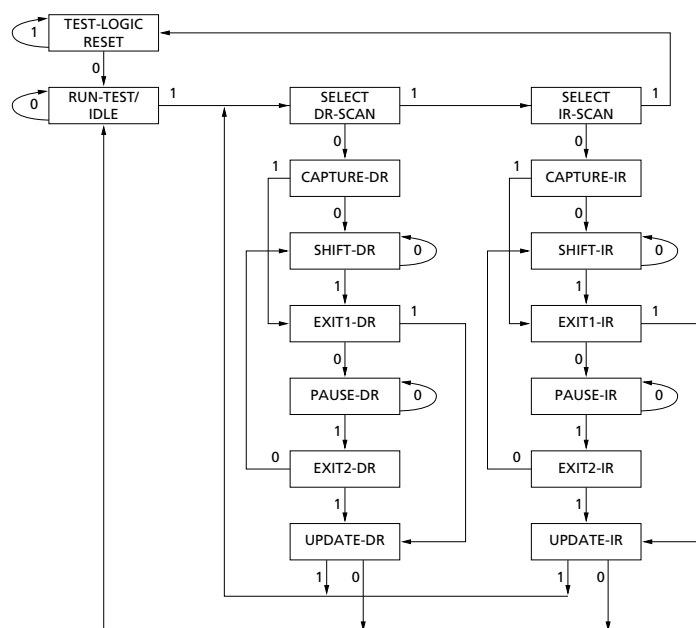 TEST-LOGIC
RESET
1
0
RUN-TEST/
IDLE
0
1
SELECT
DR-SCAN
1
SELECT
IR-SCAN
1
0
0
1
CAPTURE-DR
1
CAPTURE-IR
0
0
SHIFT-DR
0
SHIFT-IR
0
1
1
EXIT1-DR
1
EXIT1-IR
1
0
0
PAUSE-DR
0
PAUSE-IR
0
1
1
0
EXIT2-DR
0
EXIT2-IR
1
1
UPDATE-DR
UPDATE-IR
1
0
1
0